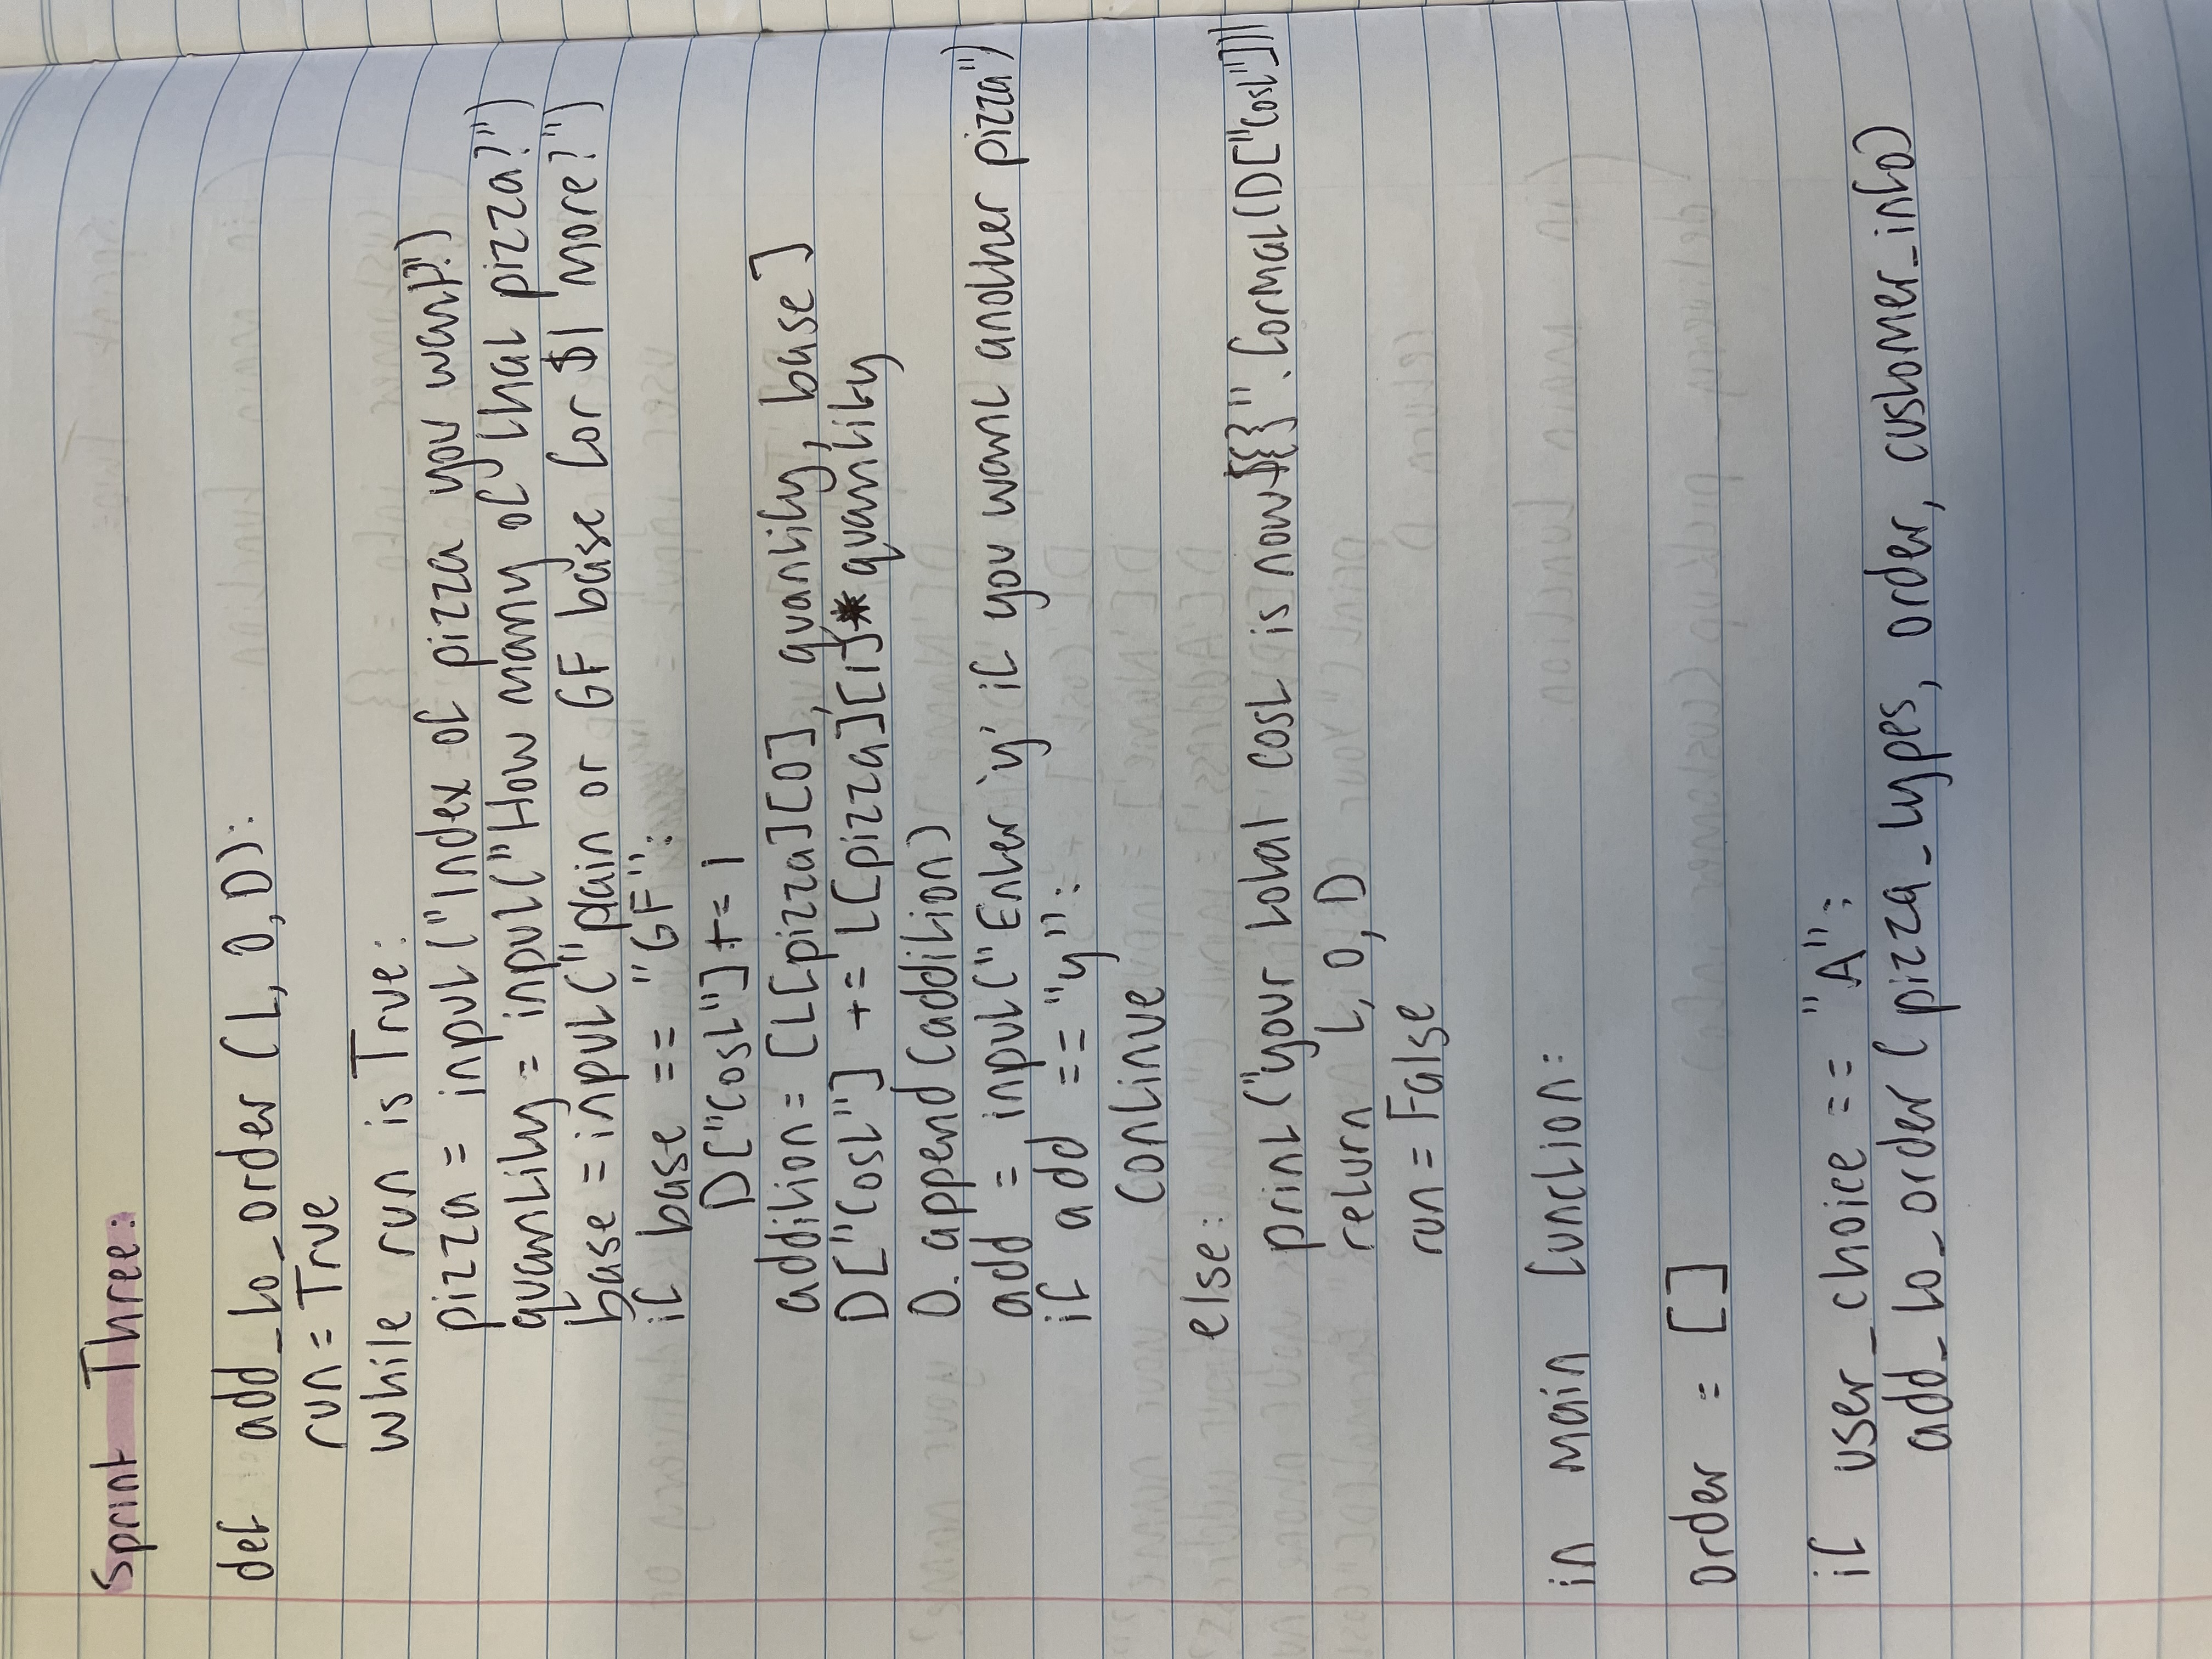 Sprint Three:
def add_to_order (L, O, D):
run = True
while run is True:
pizza = input("Index of pizza you want?")
quantity = input("How many of that pizza?")
base = input("plain or GF base for $1 more?")
if base == "GF":
D["Cost"] += 1
addition = [L[pizza][0], quantity, base]
D["Cost"] += L[pizza][1]*quantity
O.append(addition)
add = input("Enter 'y' if you want another pizza")
if add == "y":
continue
else:
print("your total cost is now ${}".format(D["Cost"]))
return L, O, D
run = False
in main function:
order = []
if user_choice == "A":
add_to_order (pizza_types, order, customer_info)